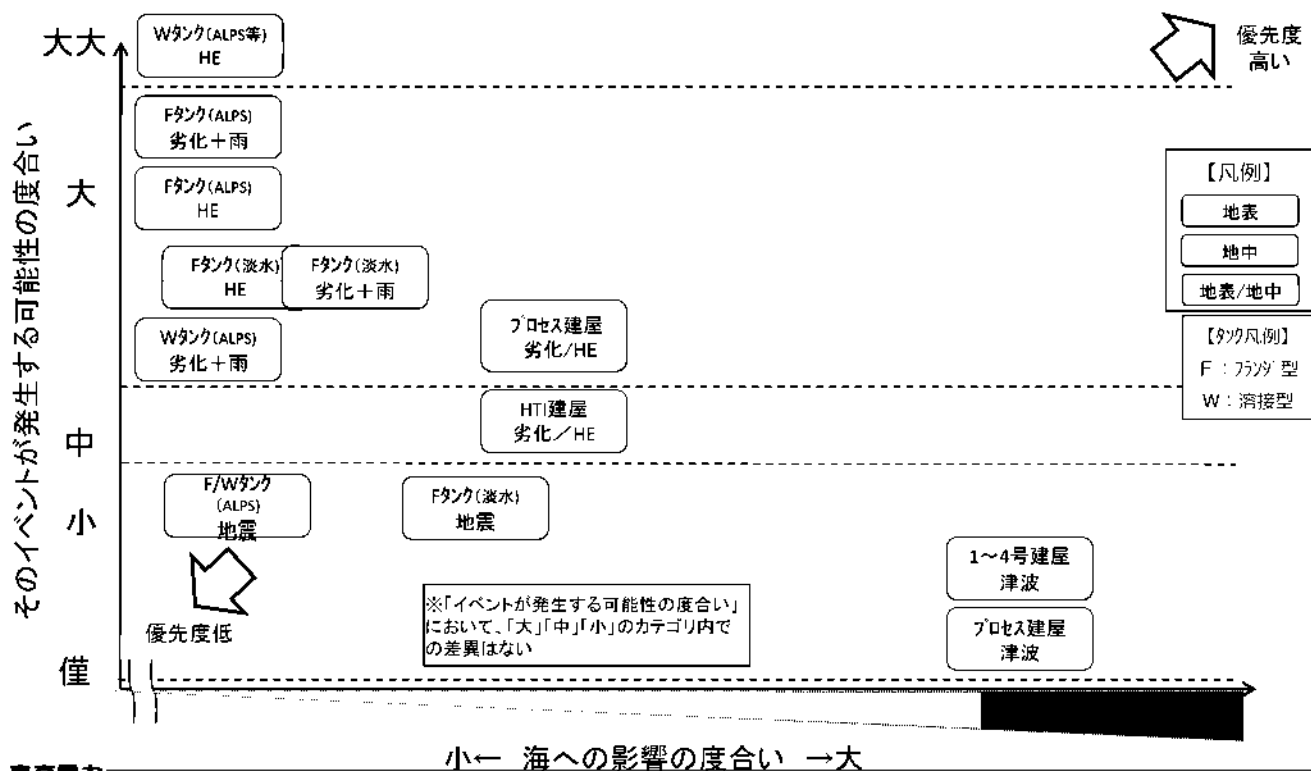 大大
Wタンク(ALPS等)
HE
優先度
高い
Fタンク(ALPS)
劣化＋雨
大
Fタンク(ALPS)
HE
【凡例】
地表
地中
地表/地中
Fタンク(淡水)
HE
Fタンク(淡水)
劣化＋雨
Wタンク(ALPS)
劣化＋雨
プロセス建屋
劣化/HE
【タンク凡例】
F：フランジ型
W：溶接型
中
HTI建屋
劣化／HE
小
F/Wタンク
(ALPS)
地震
Fタンク(淡水)
地震
1～4号建屋
津波
プロセス建屋
津波
優先度低
※「イベントが発生する可能性の度合い」
において、「大」「中」「小」のカテゴリ内で
の差異はない
僅
そのイベントが発生する可能性の度合い
小← 海への影響の度合い →大